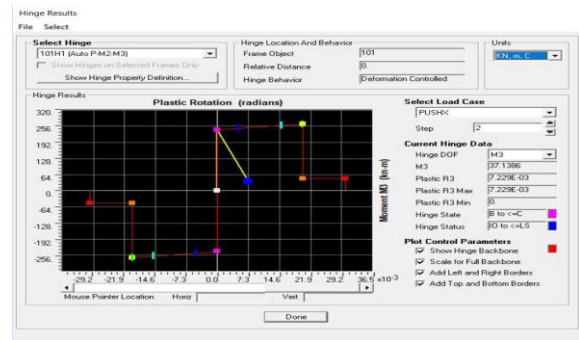 Hinge Results
File Select
Select Hinge
101H1 (Auto P-M2-M3)
Show Hinges on Selected Frames Only
Show Hinge Property Definition...
Hinge Location And Behavior
Frame Object 101
Relative Distance 0.
Hinge Behavior Deformation Controlled
Units
KN, m, C
Hinge Results
Plastic Rotation (radians)
320.
256.
192.
128.
64.
0.
-64.
-128.
-192.
-256.
Moment M3 (kn-m)
-29.2 -21.9 -14.6 -7.3 0.0 7.3 14.6 21.9 29.2 36.5 x10-3
Mouse Pointer Location Horiz Vert
Select Load Case
PUSHX
Step 2
Current Hinge Data
Hinge DOF M3
M3 37.1386
Plastic R3 7.229E-03
Plastic R3 Max 7.229E-03
Plastic R3 Min 0.
Hinge State B to <=C
Hinge Status IO to <=LS
Plot Control Parameters
Show Hinge Backbone
Scale for Full Backbone
Add Left and Right Borders
Add Top and Bottom Borders
Done